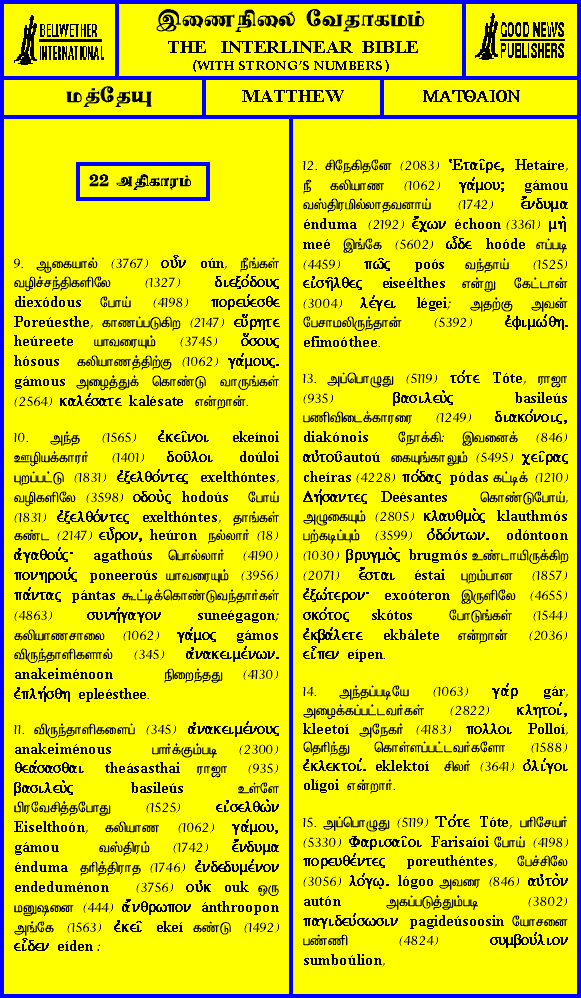 BELLWETHER
INTERNATIONAL
இணைநிலை வேதாகமம்
THE INTERLINEAR BIBLE
(WITH STRONG'S NUMBERS)
GOOD NEWS
PUBLISHERS
மத்தேயு
MATTHEW
ΜΑΤΘΑΙΟΝ
22 அதிகாரம்
9. ஆகையால் (3767) οὖν oún, நீங்கள்
வழிச்சந்திகளிலே (1327) διεξόδους
diexódous போய் (4198) πορεύεσθε
Poreúesthe, காணப்படுகிற (2147) εὕρητε
heúreete யாவரையும் (3745) ὅσους
hósous கலியாணத்திற்கு (1062) γάμους.
gámous அழைத்துக் கொண்டு வாருங்கள்
(2564) καλέσατε kalésate என்றான்.
10. அந்த (1565) ἐκεῖνοι ekeínoi
ஊழியக்காரர் (1401) δοῦλοι doúloi
புறப்பட்டு (1831) ἐξελθόντες exelthóntes,
வழிகளிலே (3598) ὁδοὺς hodoús போய்
(1831) ἐξελθόντες exelthóntes, தாங்கள்
கண்ட (2147) εὗρον, heúron நல்லார் (18)
ἀγαθούς· agathoús பொல்லார் (4190)
πονηρούς poneeroús யாவரையும் (3956)
πάντας pántas கூட்டிக்கொண்டுவந்தார்கள்
(4863) συνήγαγον suneégagon;
கலியாணசாலை (1062) γάμος gámos
விருந்தாளிகளால் (345) ἀνακειμένων.
anakeiménoon நிறைந்தது (4130)
ἐπλήσθη epleésthee.
11. விருந்தாளிகளைப் (345) ἀνακειμένους
anakeiménous பார்க்கும்படி (2300)
θεάσασθαι theásasthai ராஜா (935)
βασιλεὺς basileús உள்ளே
பிரவேசித்தபோது (1525) εἰσελθὼν
Eiselthoón, கலியாண (1062) γάμου,
gámou வஸ்திரம் (1742) ἔνδυμα
énduma தரித்திராத (1746) ἐνδεδυμένον
endeduménon (3756) οὐκ ouk ஒரு
மனுஷனை (444) ἄνθρωπον ánthroopon
அங்கே (1563) ἐκεῖ ekeí கண்டு (1492)
εἶδεν eíden :
12. சிநேகிதனே (2083) Ἑταῖρε, Hetaíre,
நீ கலியாண (1062) γάμου; gámou
வஸ்திரமில்லாதவனாய் (1742) ἔνδυμα
énduma (2192) ἔχων échoon (3361) μὴ
meé இங்கே (5602) ὧδε hoóde எப்படி
(4459) πῶς poós வந்தாய் (1525)
εἰσῆλθες eiseélthes என்று கேட்டான்
(3004) λέγει légei; அதற்கு அவன்
பேசாமலிருந்தான் (5392) ἐφιμώθη.
efimoóthee.
13. அப்பொழுது (5119) τότε Tóte, ராஜா
(935) βασιλεὺς basileús
பணிவிடைக்காரரை (1249) διακόνοις,
diakónois நோக்கி: இவனைக் (846)
αὐτοῦ autoú கையுங்காலும் (5495) χεῖρας
cheíras (4228) πόδας pódas கட்டிக் (1210)
Δήσαντες Deésantes கொண்டுபோய்,
அழுகையும் (2805) κλαυθμὸς klauthmós
பற்கடிப்பும் (3599) ὀδόντων. odóntoon
(1030) βρυγμὸς brugmós உண்டாயிருக்கிற
(2071) ἔσται éstai புறம்பான (1857)
ἐξώτερον· exoóteron இருளிலே (4655)
σκότος skótos போடுங்கள் (1544)
ἐκβάλετε ekbálete என்றான் (2036)
εἶπεν eípen.
14. அந்தப்படியே (1063) γάρ gár,
அழைக்கப்பட்டவர்கள் (2822) κλητοί,
kleetoí அநேகர் (4183) πολλοι Polloí,
தெரிந்து கொள்ளப்பட்டவர்களோ (1588)
ἐκλεκτοί. eklektoí சிலர் (3641) ὀλίγοι
olígoi என்றார்.
15. அப்பொழுது (5119) Τότε Tóte, பரிசேயர்
(5330) Φαρισαῖοι Farisaíoi போய் (4198)
πορευθέντες poreuthéntes, பேச்சிலே
(3056) λόγῳ. lógoo அவரை (846) αὐτὸν
autón அகப்படுத்தும்படி (3802)
παγιδεύσωσιν pagideúsoosin யோசனை
பண்ணி (4824) συμβούλιον
sumboúlion,